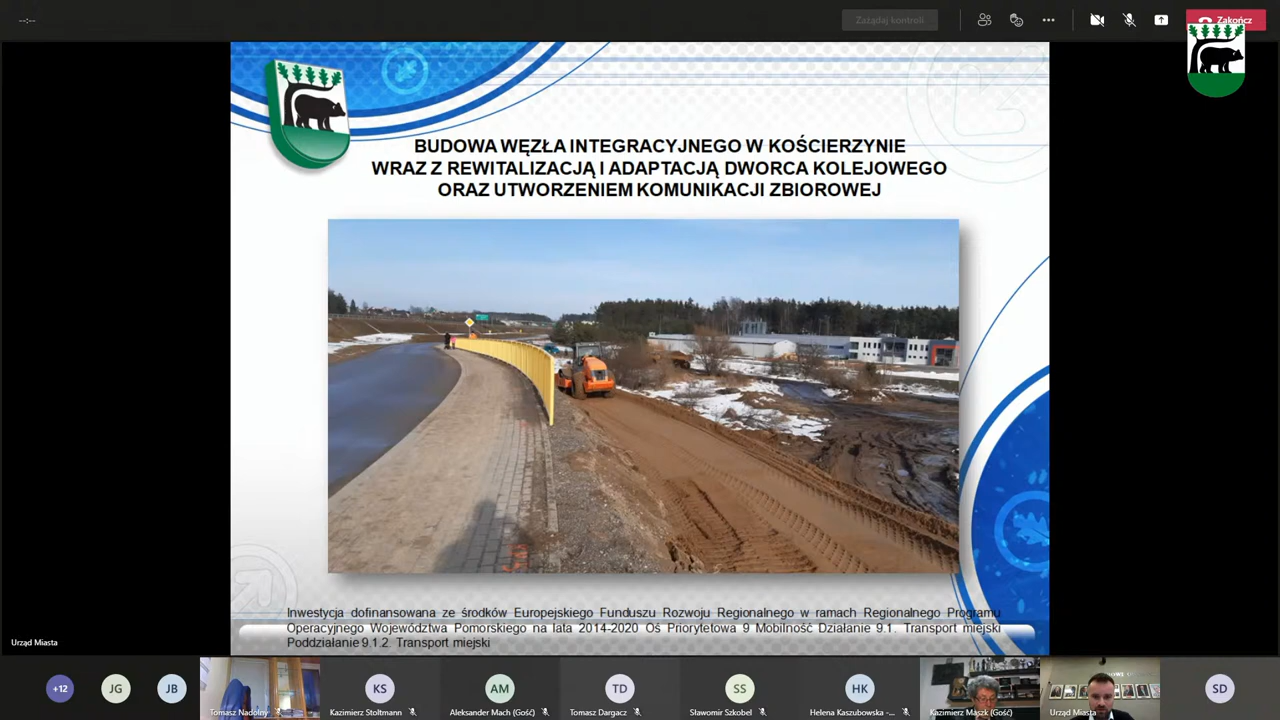 --:--
Zażądaj kontroli
Zakończ
BUDOWA WĘZŁA INTEGRACYJNEGO W KOŚCIERZYNIE
WRAZ Z REWITALIZACJĄ I ADAPTACJĄ DWORCA KOLEJOWEGO
ORAZ UTWORZENIEM KOMUNIKACJI ZBIOROWEJ
Inwestycja dofinansowana ze środków Europejskiego Funduszu Rozwoju Regionalnego w ramach Regionalnego Programu
Operacyjnego Województwa Pomorskiego na lata 2014-2020 Oś Priorytetowa 9 Mobilność Działanie 9.1. Transport miejski
Poddziałanie 9.1.2. Transport miejski
Urząd Miasta
+12
JG
JB
Tomasz Nadolny
KS
Kazimierz Stoltmann
AM
Aleksander Mach (Gość)
TD
Tomasz Dargacz
SS
Sławomir Szkobel
HK
Helena Kaszubowska -...
Kazimierz Maszk (Gość)
Urząd Miasta
SD